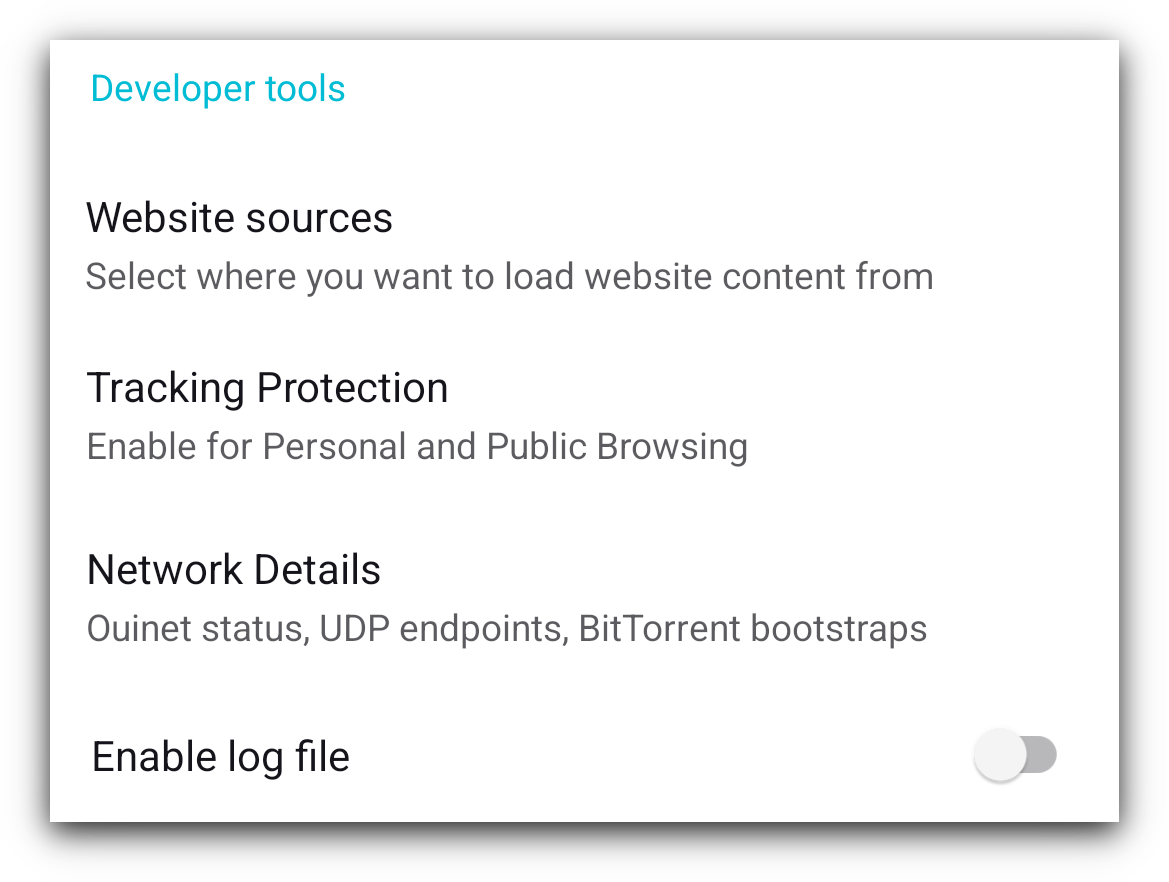 Developer tools
Website sources
Select where you want to load website content from
Tracking Protection
Enable for Personal and Public Browsing
Network Details
Ouinet status, UDP endpoints, BitTorrent bootstraps
Enable log file